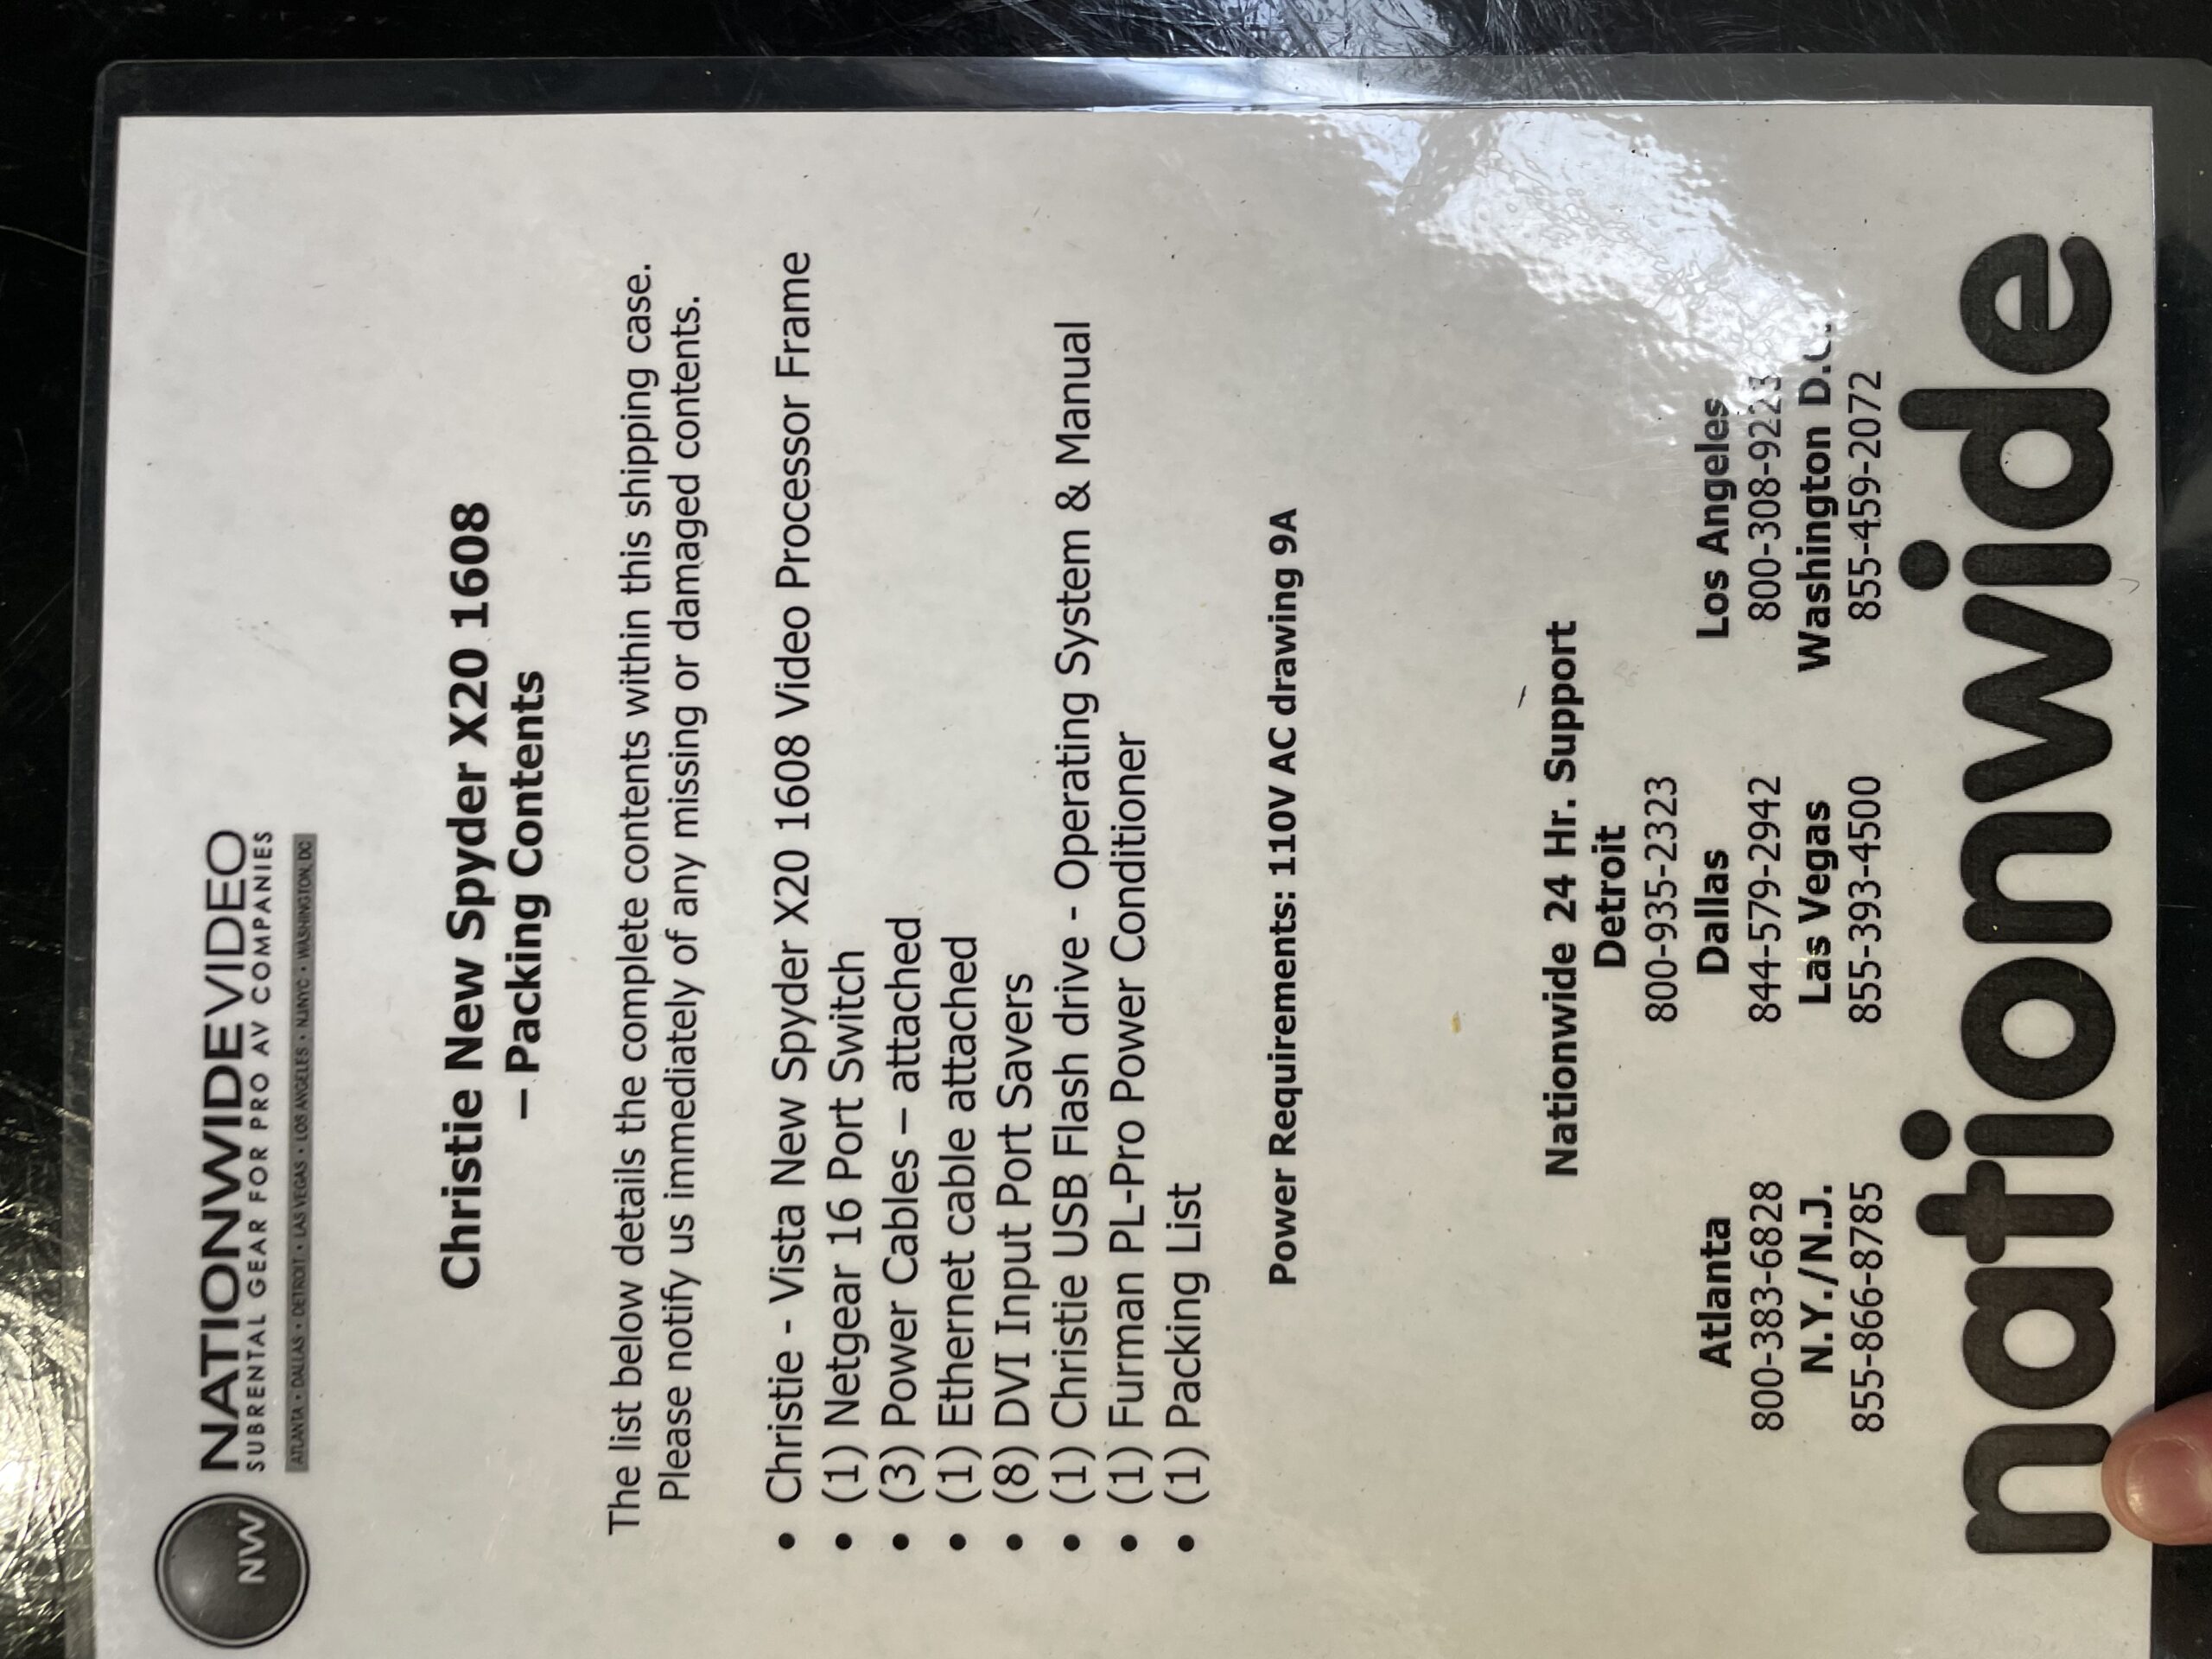 NW
NATIONWIDEVIDEO
SUBRENTAL GEAR FOR PRO AV COMPANIES
ATLANTA • DALLAS • DETROIT • LAS VEGAS • LOS ANGELES • NJ/NYC • WASHINGTON, DC
Christie New Spyder X20 1608
– Packing Contents
The list below details the complete contents within this shipping case.
Please notify us immediately of any missing or damaged contents.
• Christie - Vista New Spyder X20 1608 Video Processor Frame
• (1) Netgear 16 Port Switch
• (3) Power Cables – attached
• (1) Ethernet cable attached
• (8) DVI Input Port Savers
• (1) Christie USB Flash drive - Operating System & Manual
• (1) Furman PL-Pro Power Conditioner
• (1) Packing List
Power Requirements: 110V AC drawing 9A
Nationwide 24 Hr. Support
Detroit
800-935-2323
Atlanta Dallas Los Angeles
800-383-6828 844-579-2942 800-308-9223
N.Y./N.J. Las Vegas Washington
855-866-8785 855-393-4500 855-459-2072
nationwide